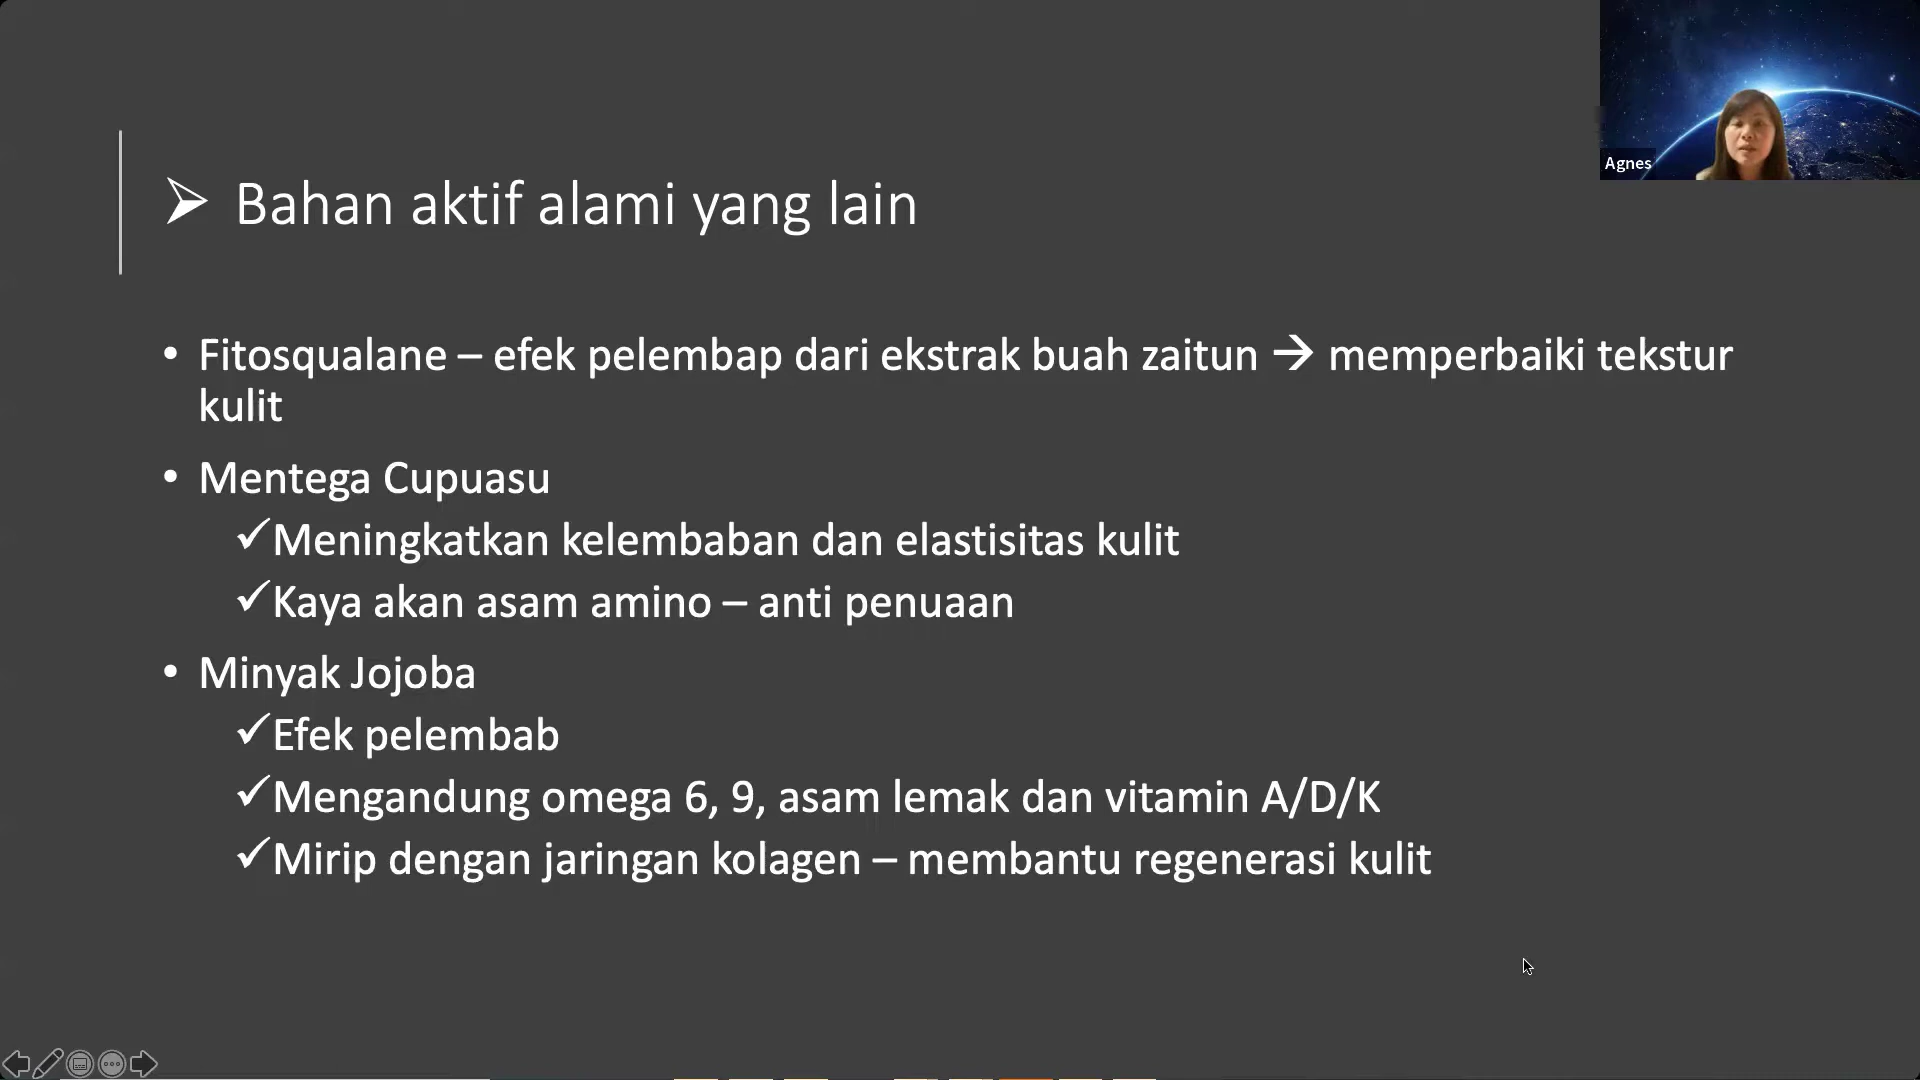 Agnes
➢ Bahan aktif alami yang lain
• Fitosqualane – efek pelembap dari ekstrak buah zaitun → memperbaiki tekstur
kulit
• Mentega Cupuasu
✓Meningkatkan kelembaban dan elastisitas kulit
✓Kaya akan asam amino – anti penuaan
• Minyak Jojoba
✓Efek pelembab
✓Mengandung omega 6, 9, asam lemak dan vitamin A/D/K
✓Mirip dengan jaringan kolagen – membantu regenerasi kulit